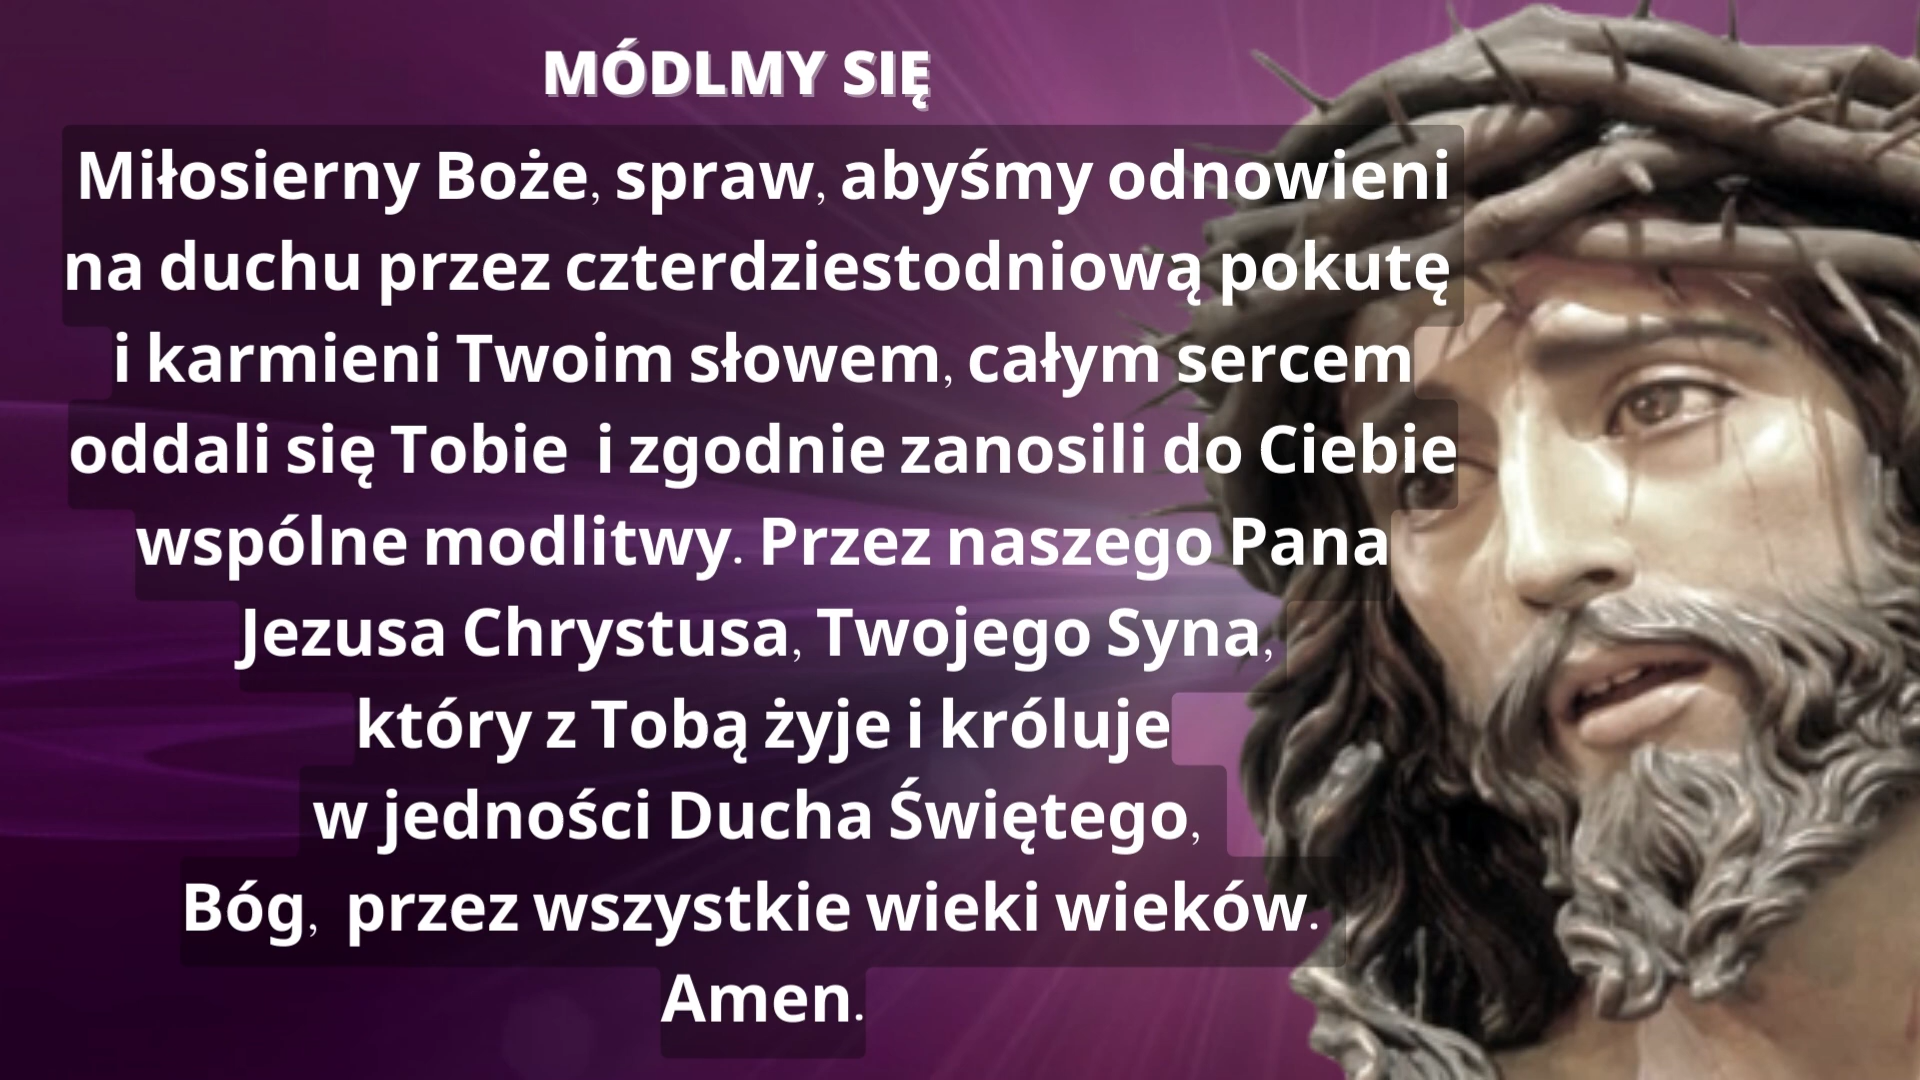 MÓDLMY SIĘ
Miłosierny Boże, spraw, abyśmy odnowieni
na duchu przez czterdziestodniową pokutę
i karmieni Twoim słowem, całym sercem
oddali się Tobie i zgodnie zanosili do Ciebie
wspólne modlitwy. Przez naszego Pana
Jezusa Chrystusa, Twojego Syna,
który z Tobą żyje i króluje
w jedności Ducha Świętego,
Bóg, przez wszystkie wieki wieków.
Amen.